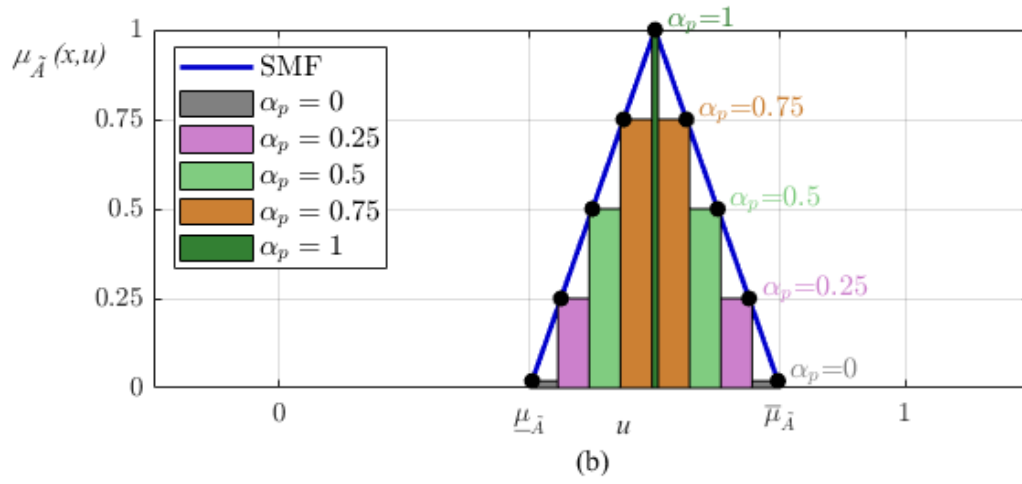 α_p=1
1
μ_Ã (x,u)
SMF
α_p = 0
α_p = 0.25
α_p = 0.5
α_p = 0.75
α_p = 1
0.75
α_p=0.75
0.5
α_p=0.5
0.25
α_p=0.25
0
α_p=0
0
μ̲_Ã
u
μ̅_Ã
1
(b)